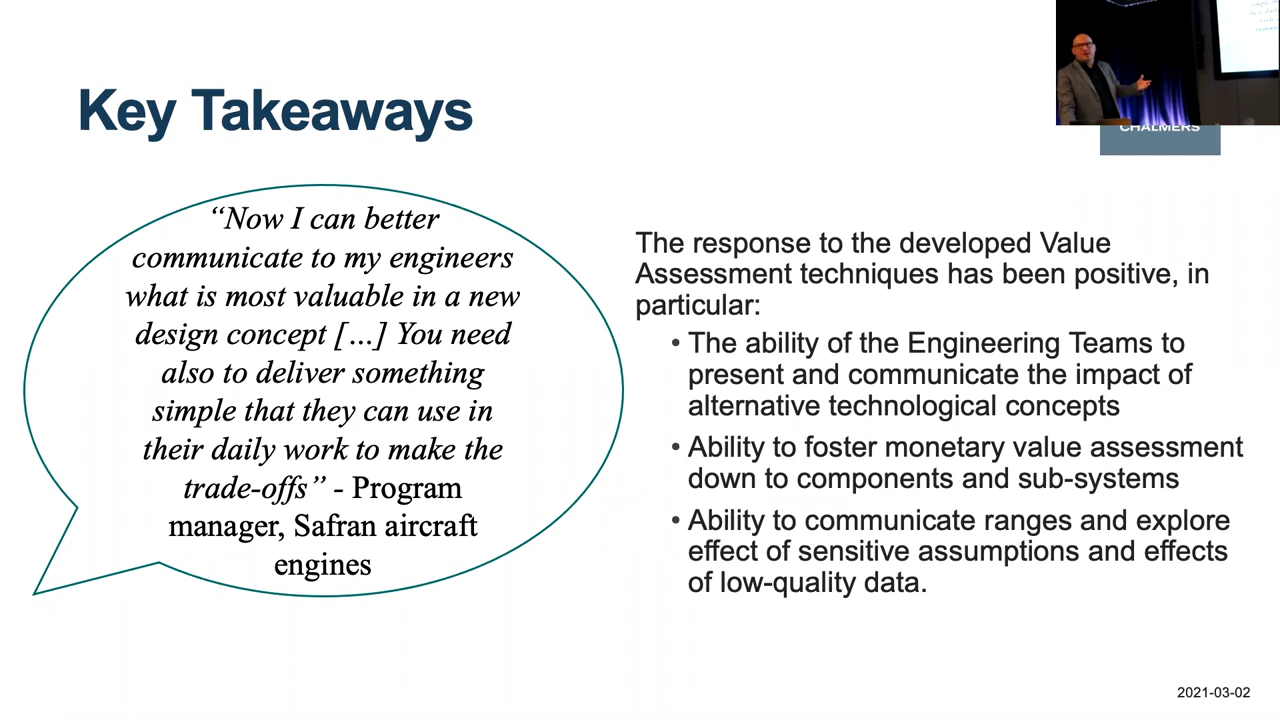 Key Takeaways
CHALMERS
“Now I can better
communicate to my engineers
what is most valuable in a new
design concept […] You need
also to deliver something
simple that they can use in
their daily work to make the
trade-offs” - Program
manager, Safran aircraft
engines
The response to the developed Value
Assessment techniques has been positive, in
particular:
• The ability of the Engineering Teams to
present and communicate the impact of
alternative technological concepts
• Ability to foster monetary value assessment
down to components and sub-systems
• Ability to communicate ranges and explore
effect of sensitive assumptions and effects
of low-quality data.
2021-03-02